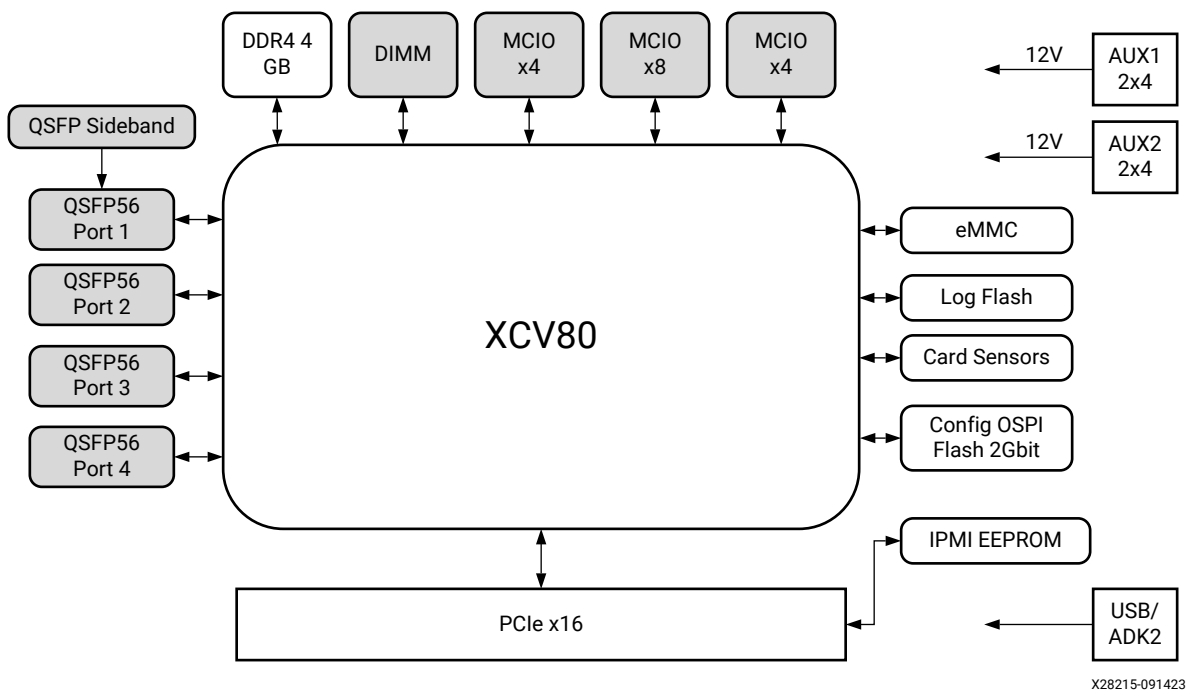 DDR4 4
GB
DIMM
MCIO
x4
MCIO
x8
MCIO
x4
12V
AUX1
2x4
QSFP Sideband
12V
AUX2
2x4
QSFP56
Port 1
eMMC
QSFP56
Port 2
Log Flash
XCV80
QSFP56
Port 3
Card Sensors
QSFP56
Port 4
Config OSPI
Flash 2Gbit
IPMI EEPROM
PCIe x16
USB/
ADK2
X28215-091423